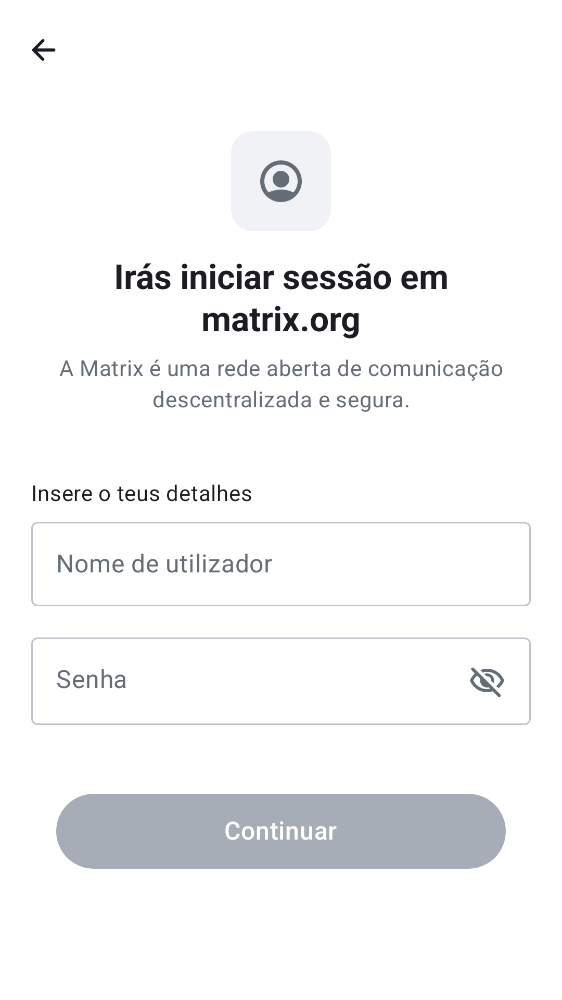 Irás iniciar sessão em
matrix.org
A Matrix é uma rede aberta de comunicação
descentralizada e segura.
Insere o teus detalhes
Nome de utilizador
Senha
Continuar